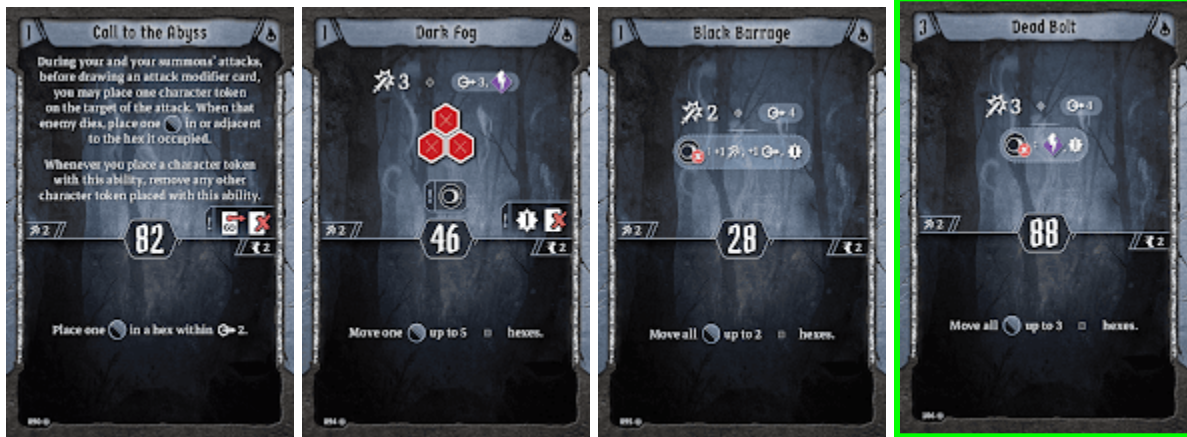 1
Call to the Abyss
During your and your summons' attacks,
before drawing an attack modifier card,
you may place one character token
on the target of the attack. When that
enemy dies, place one in or adjacent
to the hex it occupied.
Whenever you place a character token
with this ability, remove any other
character token placed with this ability.
2
82
2
Place one in a hex within 2.
1
Dark Fog
3
3,
2
46
2
Move one up to 5 hexes.
1
Black Barrage
2
4
: +1 , +1 ,
2
28
2
Move all up to 2 hexes.
3
Dead Bolt
3
4
:
2
88
2
Move all up to 3 hexes.